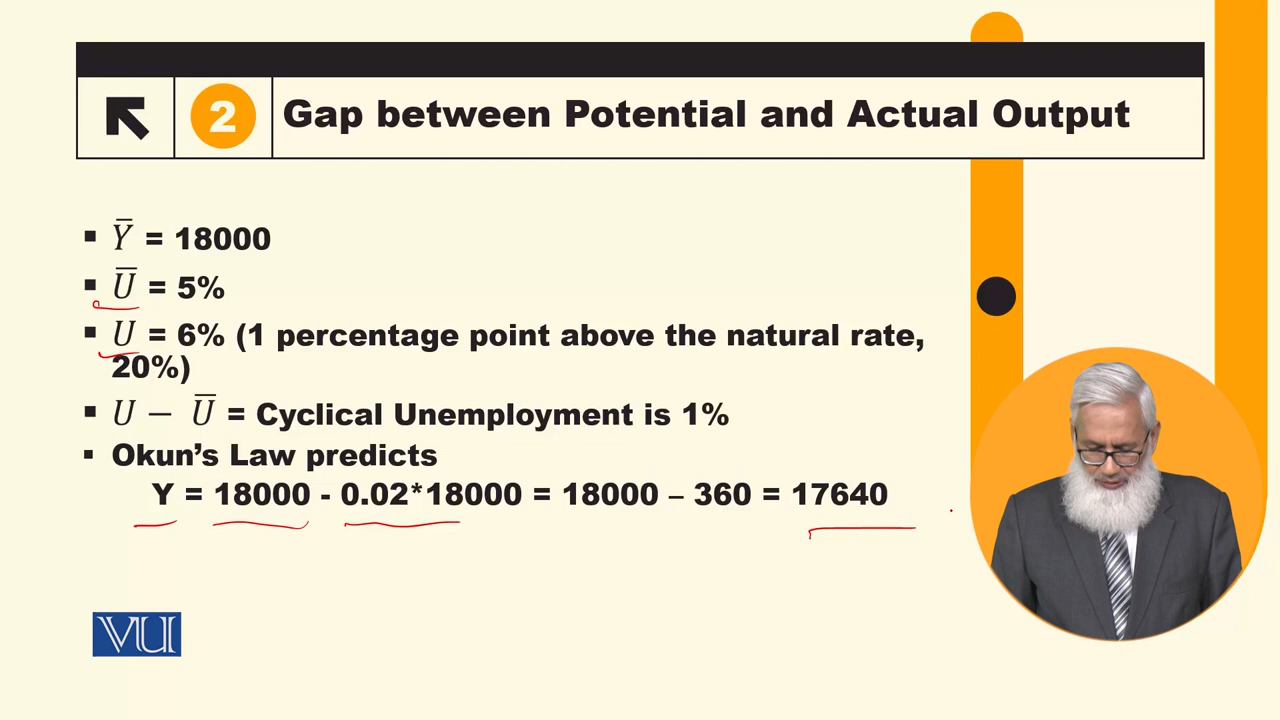 2 Gap between Potential and Actual Output
▪ Y̅ = 18000
▪ U̅ = 5%
▪ U = 6% (1 percentage point above the natural rate,
20%)
▪ U − U̅ = Cyclical Unemployment is 1%
▪ Okun’s Law predicts
Y = 18000 - 0.02*18000 = 18000 – 360 = 17640
VU